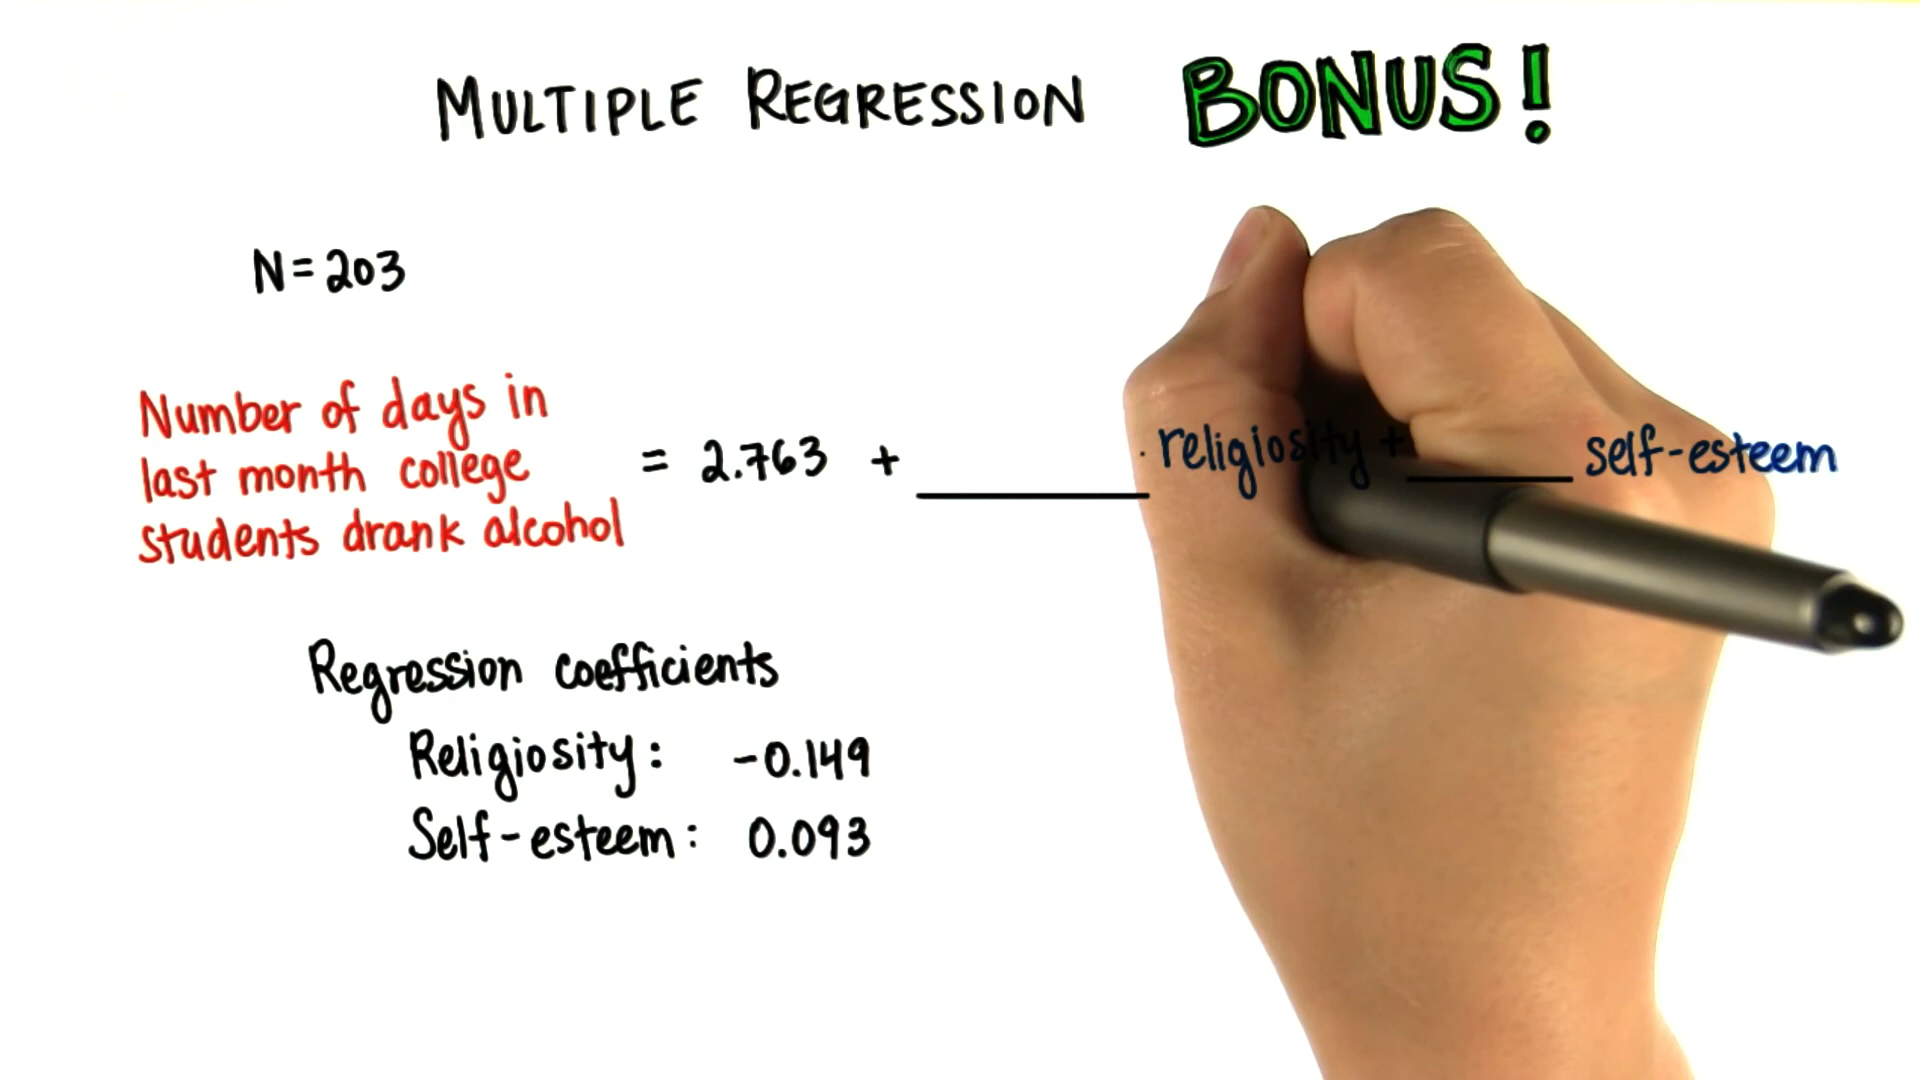 MULTIPLE REGRESSION BONUS!
N=203
Number of days in
last month college
students drank alcohol
= 2.763 + ______ · religiosity + ______ self-esteem
Regression coefficients
Religiosity: -0.149
Self-esteem: 0.093